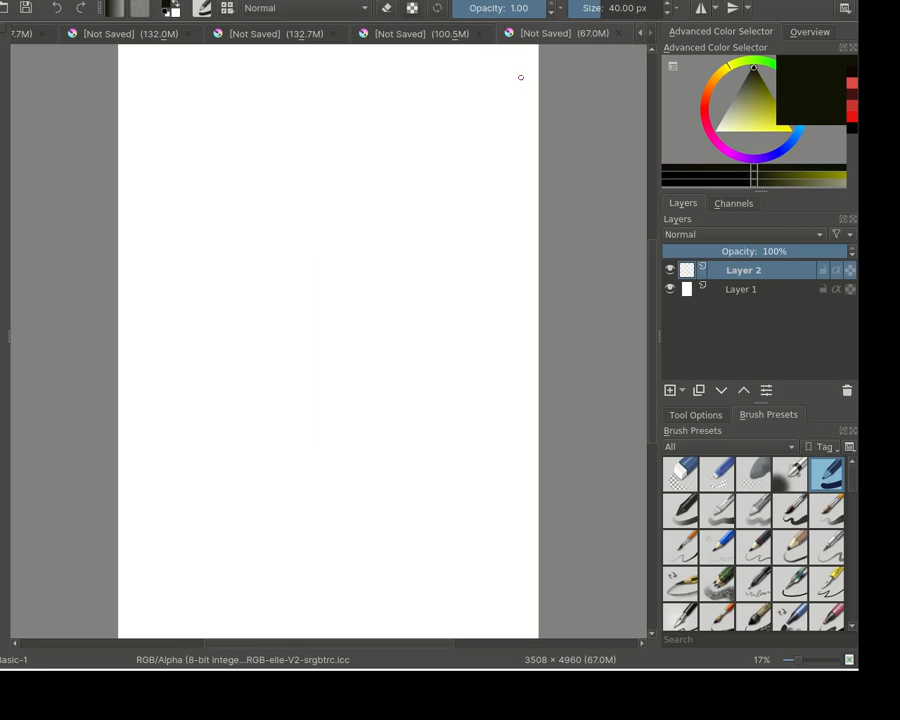 Normal Opacity: 1.00 Size: 40.00 px
7.7M) [Not Saved] (132.0M) [Not Saved] (132.7M) [Not Saved] (100.5M) [Not Saved] (67.0M)
Advanced Color Selector Overview
Advanced Color Selector
Layers Channels
Layers
Normal
Opacity: 100%
Layer 2
Layer 1
Tool Options Brush Presets
Brush Presets
All Tag
Search
Basic-1 RGB/Alpha (8-bit intege...RGB-elle-V2-srgbtrc.icc 3508 x 4960 (67.0M) 17%